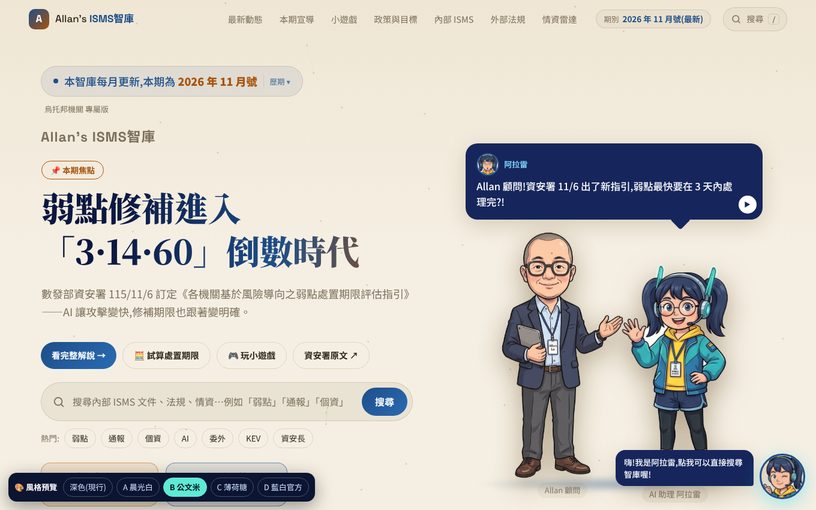 A Allan's ISMS智庫
最新動態 本期宣導 小遊戲 政策與目標 內部 ISMS 外部法規 情資雷達 期別 2026 年 11 月號(最新) 搜尋 /
本智庫每月更新,本期為 2026 年 11 月號 歷期 ▾
烏托邦機關 專屬版
Allan's ISMS智庫
📌 本期焦點
弱點修補進入
「3·14·60」倒數時代
數發部資安署 115/11/6 訂定《各機關基於風險導向之弱點處置期限評估指引》
——AI 讓攻擊變快,修補期限也跟著變明確。
看完整解說 → 🧮 試算處置期限 🎮 玩小遊戲 資安署原文 ↗
搜尋內部 ISMS 文件、法規、情資…例如「弱點」「通報」「個資」 搜尋
熱門: 弱點 通報 個資 AI 委外 KEV 資安長
阿拉雷
Allan 顧問!資安署 11/6 出了新指引,弱點最快要在 3 天內處
理完?!
Allan 顧問
AI 助理 阿拉雷
嗨!我是阿拉雷,點我可以直接搜尋
智庫喔!
🎨 風格預覽 深色(現行) A 晨光白 B 公文米 C 薄荷糖 D 藍白官方